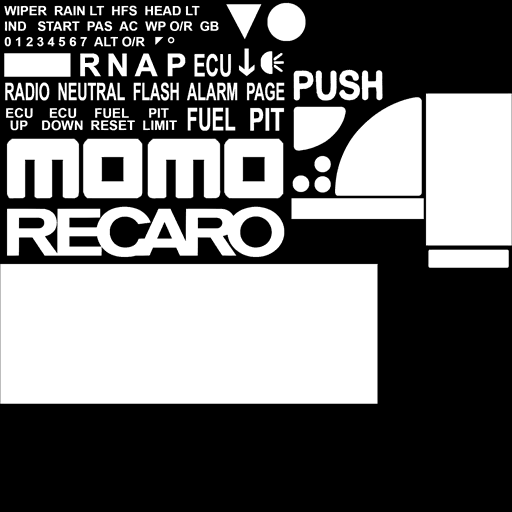 WIPER RAIN LT HFS HEAD LT
IND START PAS AC WP O/R GB
0 1 2 3 4 5 6 7 ALT O/R
R N A P ECU
RADIO NEUTRAL FLASH ALARM PAGE
PUSH
ECU UP ECU DOWN FUEL RESET PIT LIMIT FUEL PIT
MOMO
RECARO